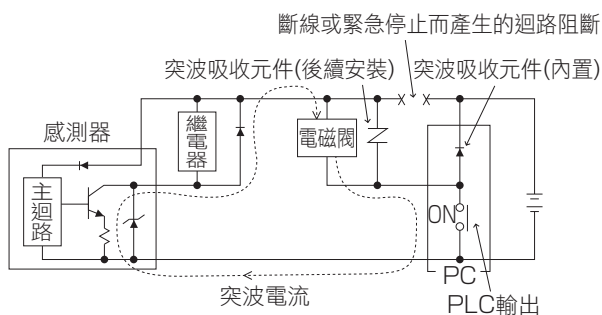 斷線或緊急停止而產生的迴路阻斷
突波吸收元件(後續安裝)
突波吸收元件(內置)
感測器
繼電器
電磁閥
主迴路
ON
PC
突波電流
PLC輸出